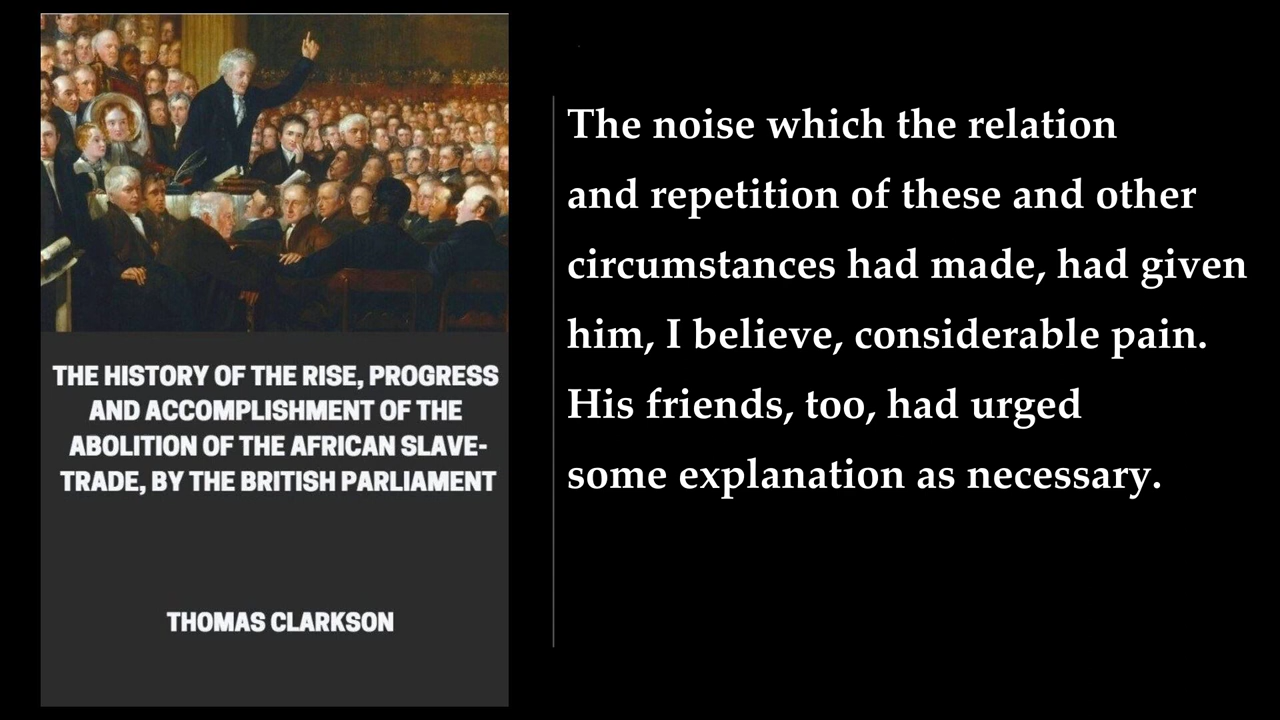 THE HISTORY OF THE RISE, PROGRESS
AND ACCOMPLISHMENT OF THE
ABOLITION OF THE AFRICAN SLAVE-
TRADE, BY THE BRITISH PARLIAMENT
THOMAS CLARKSON
The noise which the relation
and repetition of these and other
circumstances had made, had given
him, I believe, considerable pain.
His friends, too, had urged
some explanation as necessary.